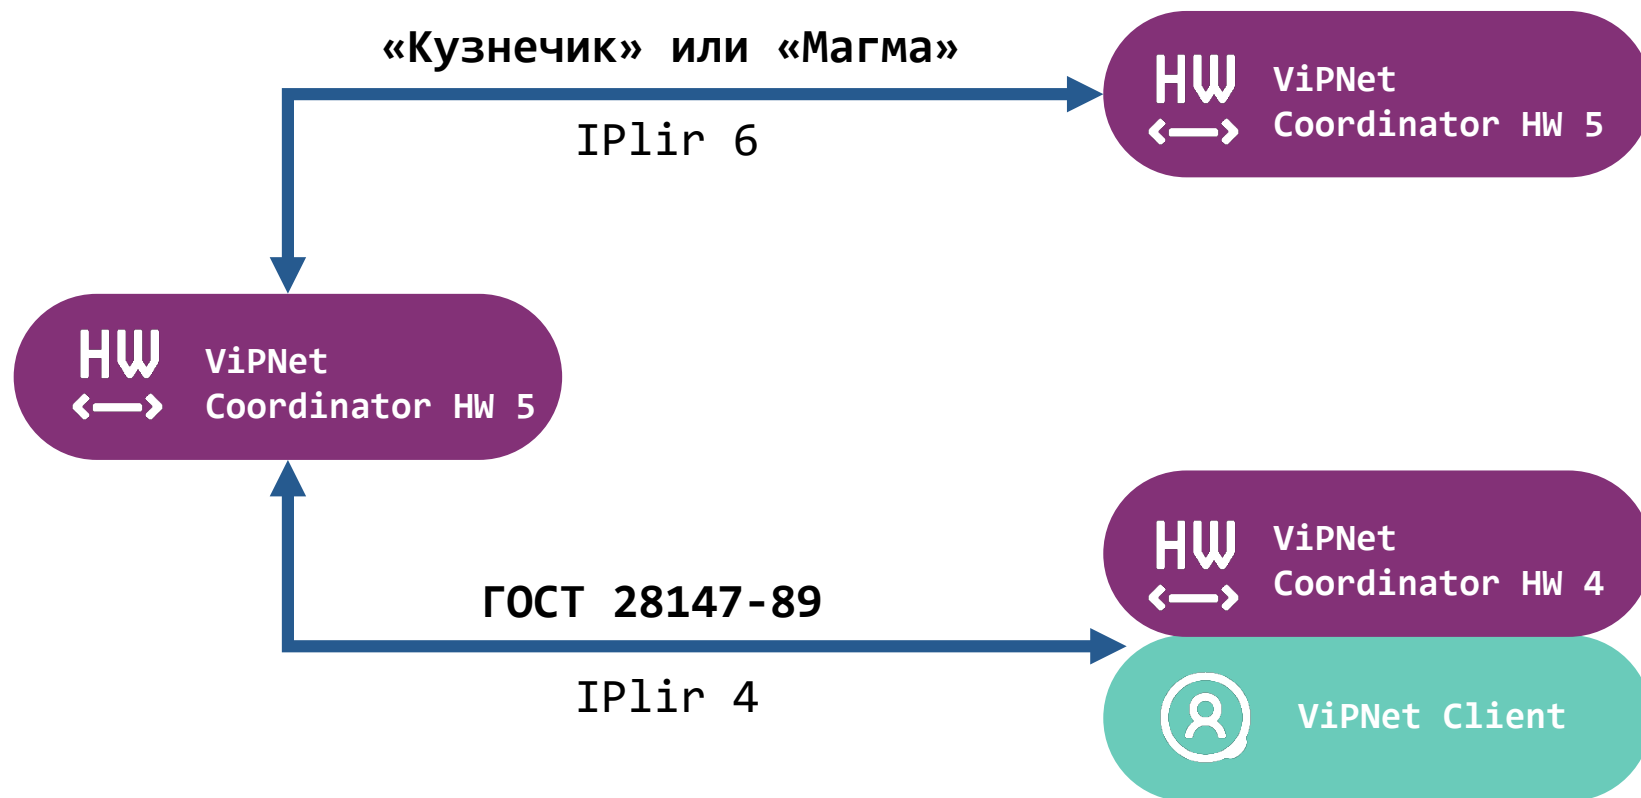 «Кузнечик» или «Магма»
IPlir 6
HW
ViPNet
Coordinator HW 5
HW
ViPNet
Coordinator HW 5
ГОСТ 28147-89
IPlir 4
HW
ViPNet
Coordinator HW 4
ViPNet Client